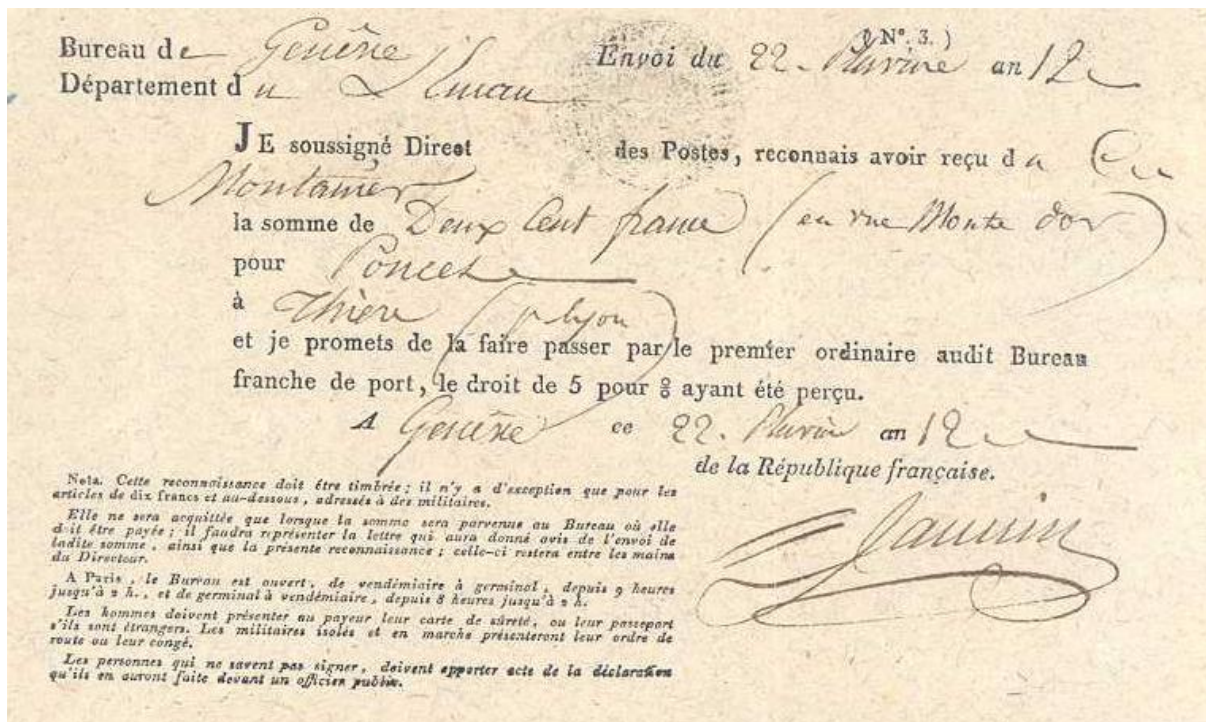 ( Nº. 3. )
Bureau de Genêve Envoi du 22. Pluviose an 12
Département du Léman
JE soussigné Direct des Postes, reconnais avoir reçu d
la somme de Deux Cent francs (en rue Monte dor)
pour Poncet
à Thiere (p Lyon)
et je promets de la faire passer par le premier ordinaire audit Bureau
franche de port, le droit de 5 pour % ayant été perçu.
A Genêve ce 22. an 12
de la République française.
Nota. Cette reconnaissance doit être timbrée ; il n'y a d'exception que pour les
articles de dix francs et au-dessous, adressés à des militaires.
Elle ne sera acquittée que lorsque la somme sera parvenue au Bureau où elle
doit être payée ; il faudra représenter la lettre qui aura donné avis de l'envoi de
ladite somme, ainsi que la présente reconnaissance ; celle-ci restera entre les mains
du Directeur.
A Paris, le Bureau est ouvert, de vendémiaire à germinal, depuis 9 heures
jusqu'à 2 h., et de germinal à vendémiaire, depuis 8 heures jusqu'à 2 h.
Les hommes doivent présenter au payeur leur carte de sûreté, ou leur passeport
s'ils sont étrangers. Les militaires isolés et en marche présenteront leur ordre de
route ou leur congé.
Les personnes qui ne savent pas signer, doivent apporter acte de la déclaration
qu'ils en auront faite devant un officier public.